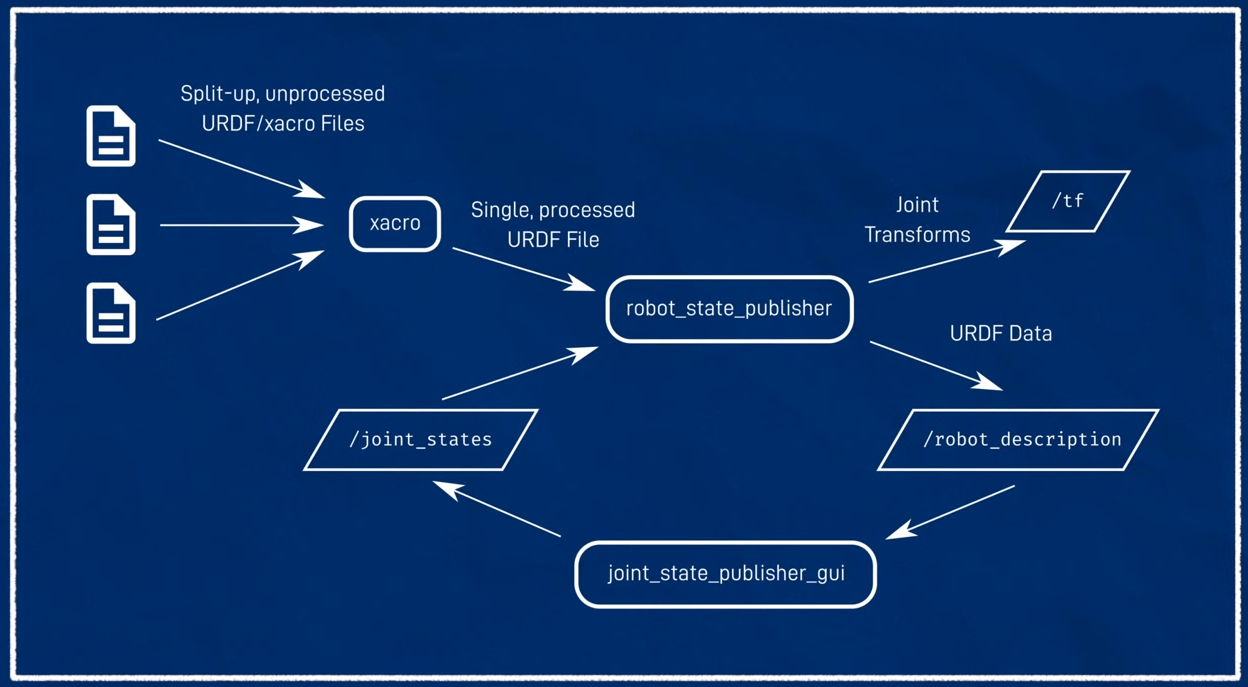 Split-up, unprocessed
URDF/xacro Files
xacro
Single, processed
URDF File
Joint
Transforms
/tf
robot_state_publisher
URDF Data
/joint_states
/robot_description
joint_state_publisher_gui